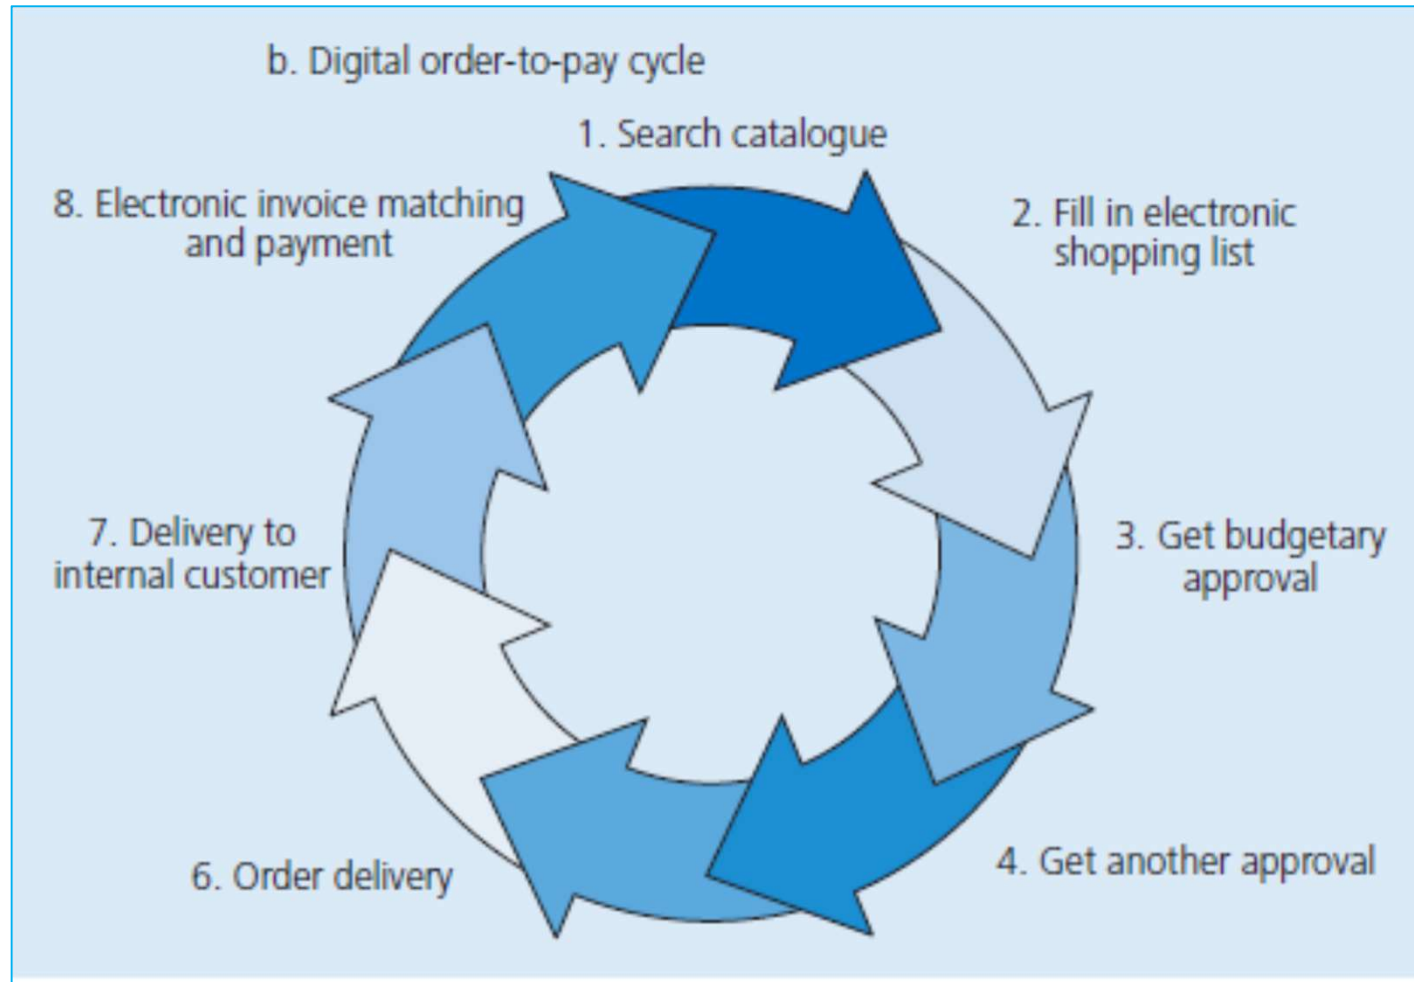 b. Digital order-to-pay cycle
1. Search catalogue
2. Fill in electronic
shopping list
3. Get budgetary
approval
4. Get another approval
6. Order delivery
7. Delivery to
internal customer
8. Electronic invoice matching
and payment